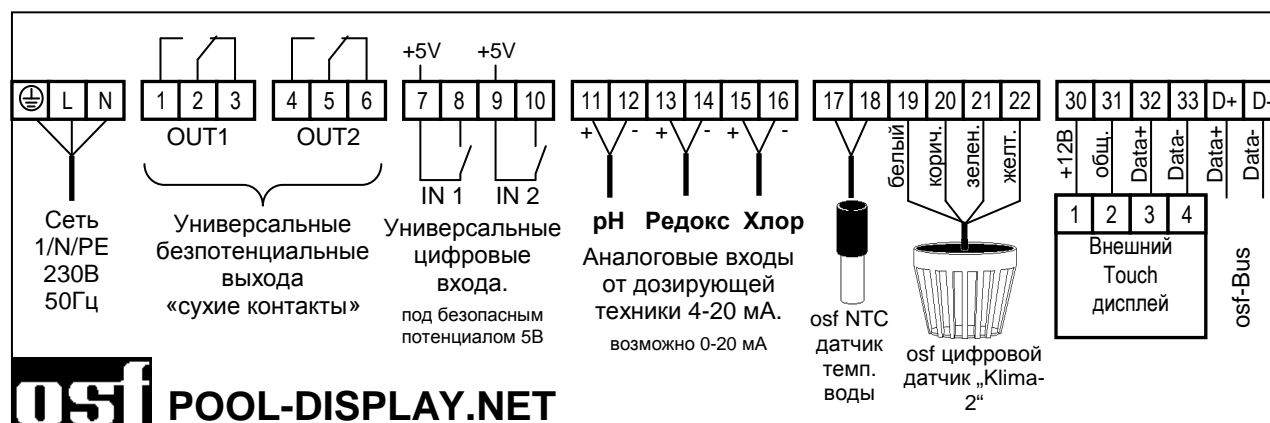 +5V +5V
L N 1 2 3 4 5 6 7 8 9 10 11 12 13 14 15 16 17 18 19 20 21 22 30 31 32 33 D+ D-
OUT1 OUT2
+ - + - + -
белый
корич.
зелен.
желт.
+12В
общ.
Data+
Data-
Data+
Data-
IN 1 IN 2
1 2 3 4
Сеть
1/N/PE
230В
50Гц
Универсальные
безпотенциальные
выхода
«сухие контакты»
Универсальные
цифровые
входа.
под безопасным
потенциалом 5В
pH Редокс Хлор
Аналоговые входы
от дозирующей
техники 4-20 мА.
возможно 0-20 мА
osf NTC
датчик
темп.
воды
osf цифровой
датчик „Klima-
2“
Внешний
Touch
дисплей
osf-Bus
osf POOL-DISPLAY.NET